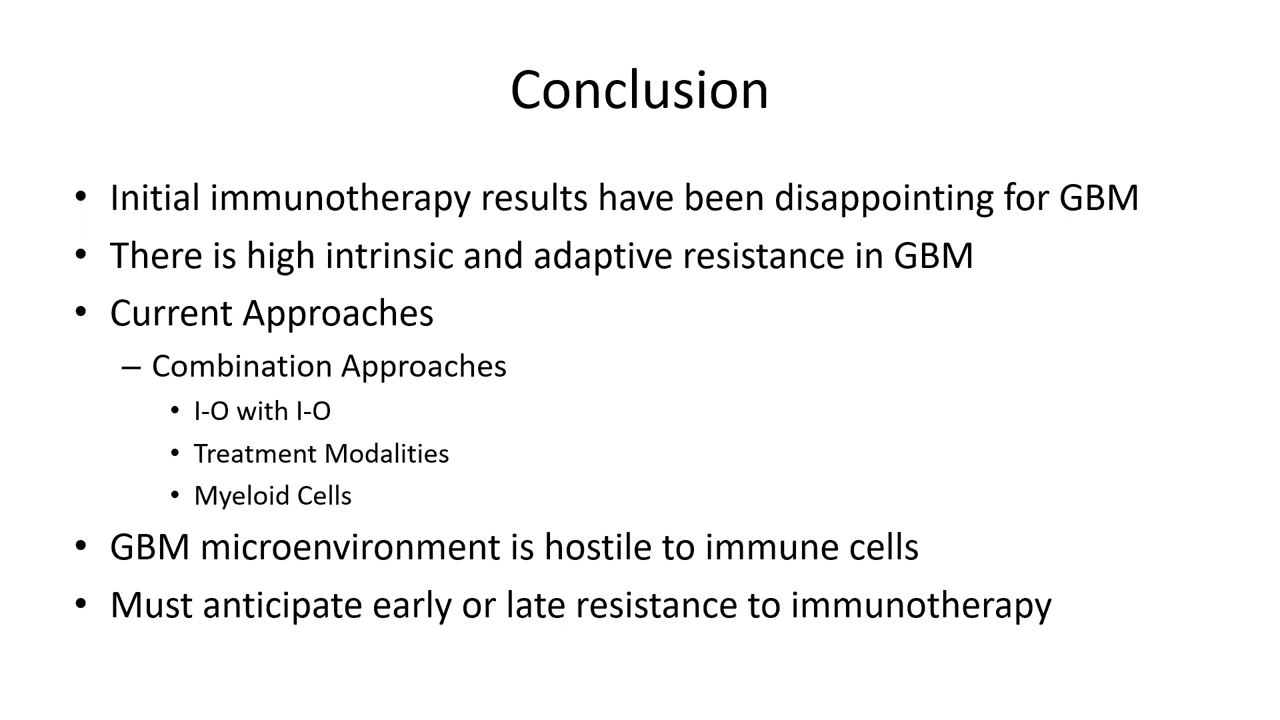 Conclusion
• Initial immunotherapy results have been disappointing for GBM
• There is high intrinsic and adaptive resistance in GBM
• Current Approaches
– Combination Approaches
• I-O with I-O
• Treatment Modalities
• Myeloid Cells
• GBM microenvironment is hostile to immune cells
• Must anticipate early or late resistance to immunotherapy